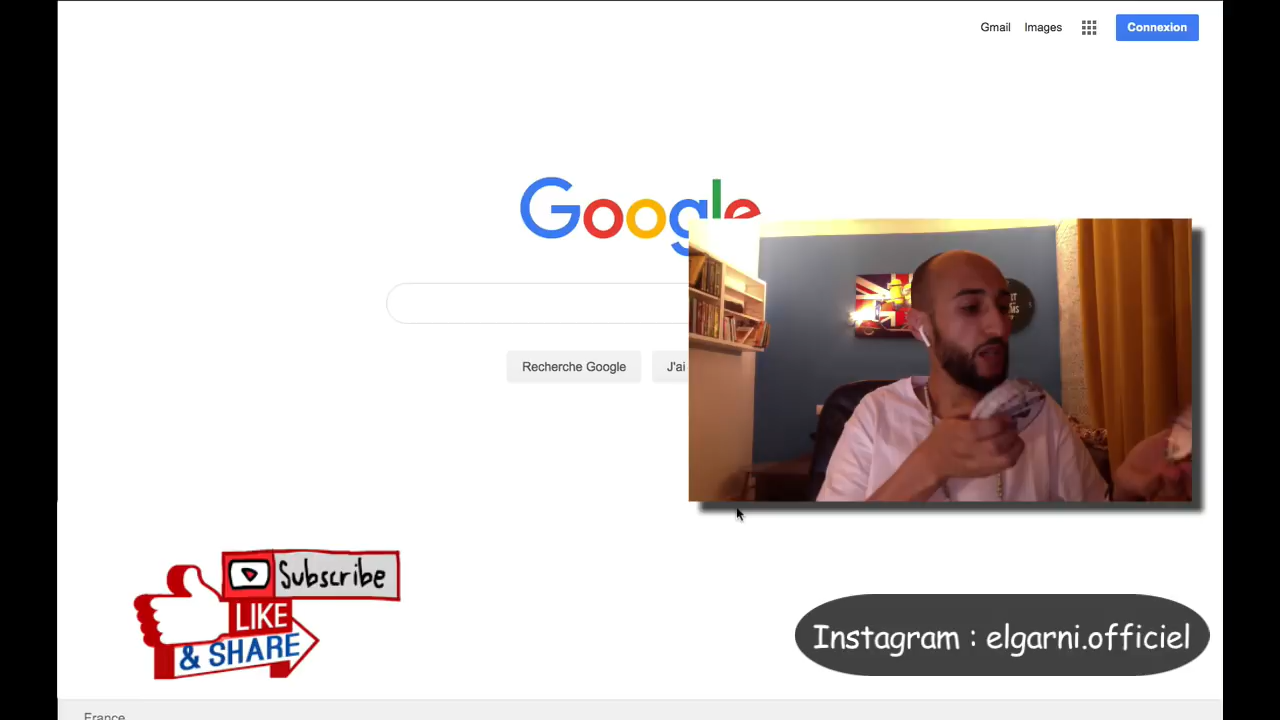 Gmail Images Connexion
Google
Recherche Google J'ai
Subscribe
LIKE
& SHARE
Instagram : elgarni.officiel
France